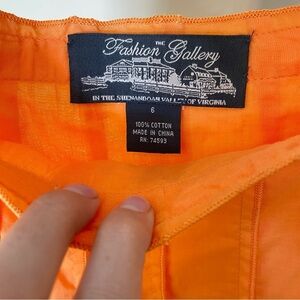 THE
Fashion Gallery
IN THE SHENANDOAH VALLEY OF VIRGINIA
6
100% COTTON
MADE IN CHINA
RN: 74593